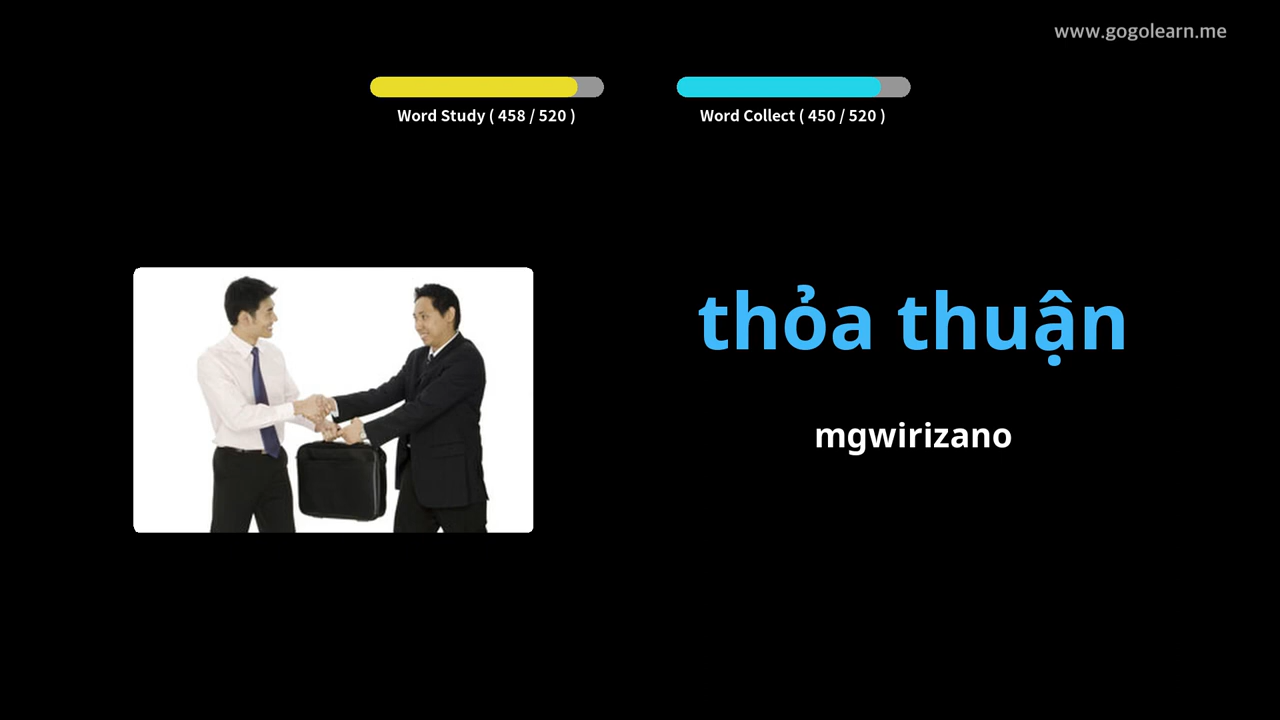 www.gogolearn.me
Word Study ( 458 / 520 )
Word Collect ( 450 / 520 )
thỏa thuận
mgwirizano